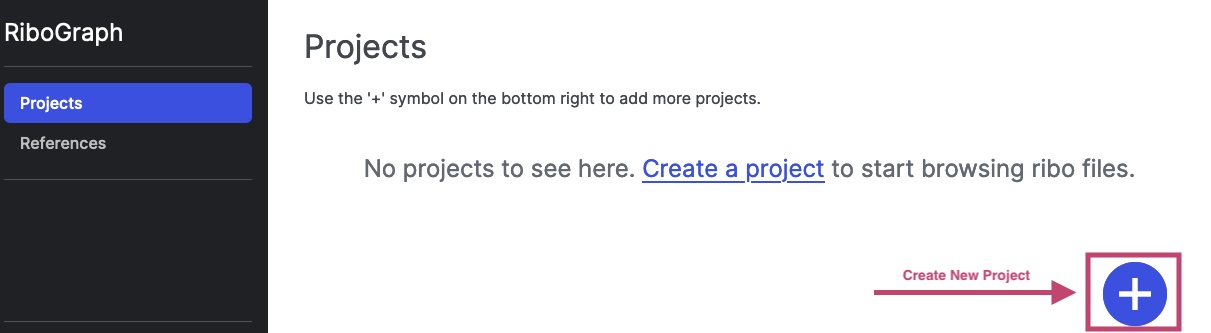 RiboGraph
Projects
References
Projects
Use the '+' symbol on the bottom right to add more projects.
No projects to see here. Create a project to start browsing ribo files.
Create New Project